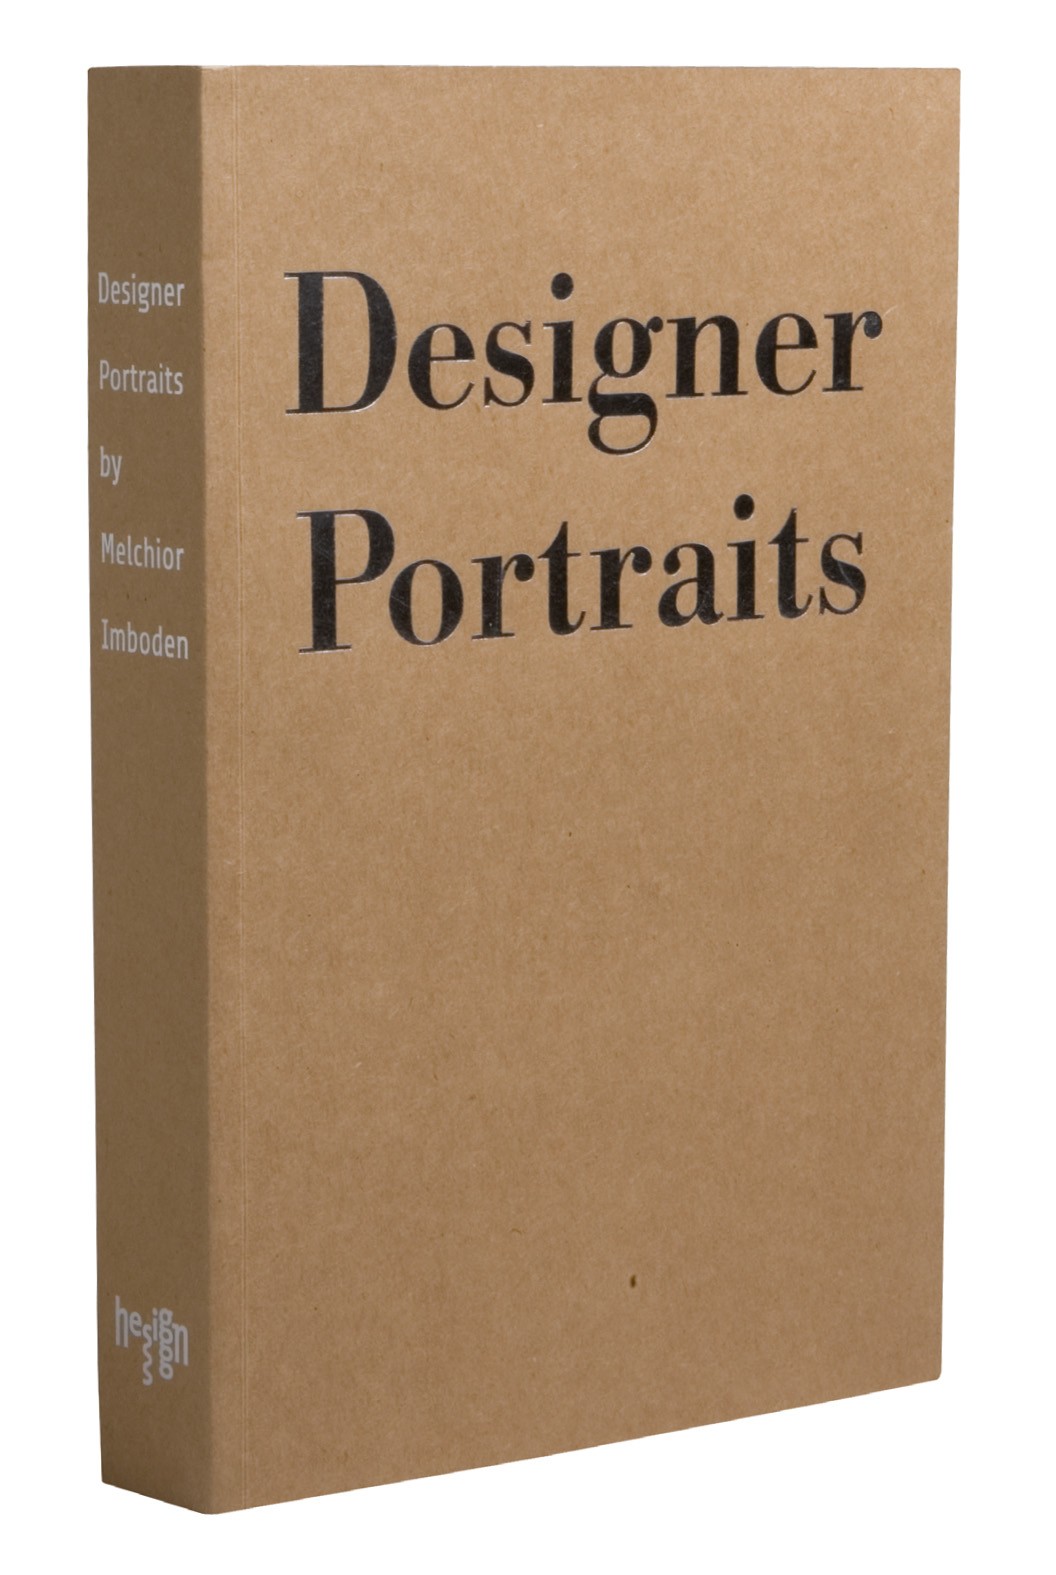 Designer
Portraits
by
Melchior
Imboden
hesign
Designer
Portraits